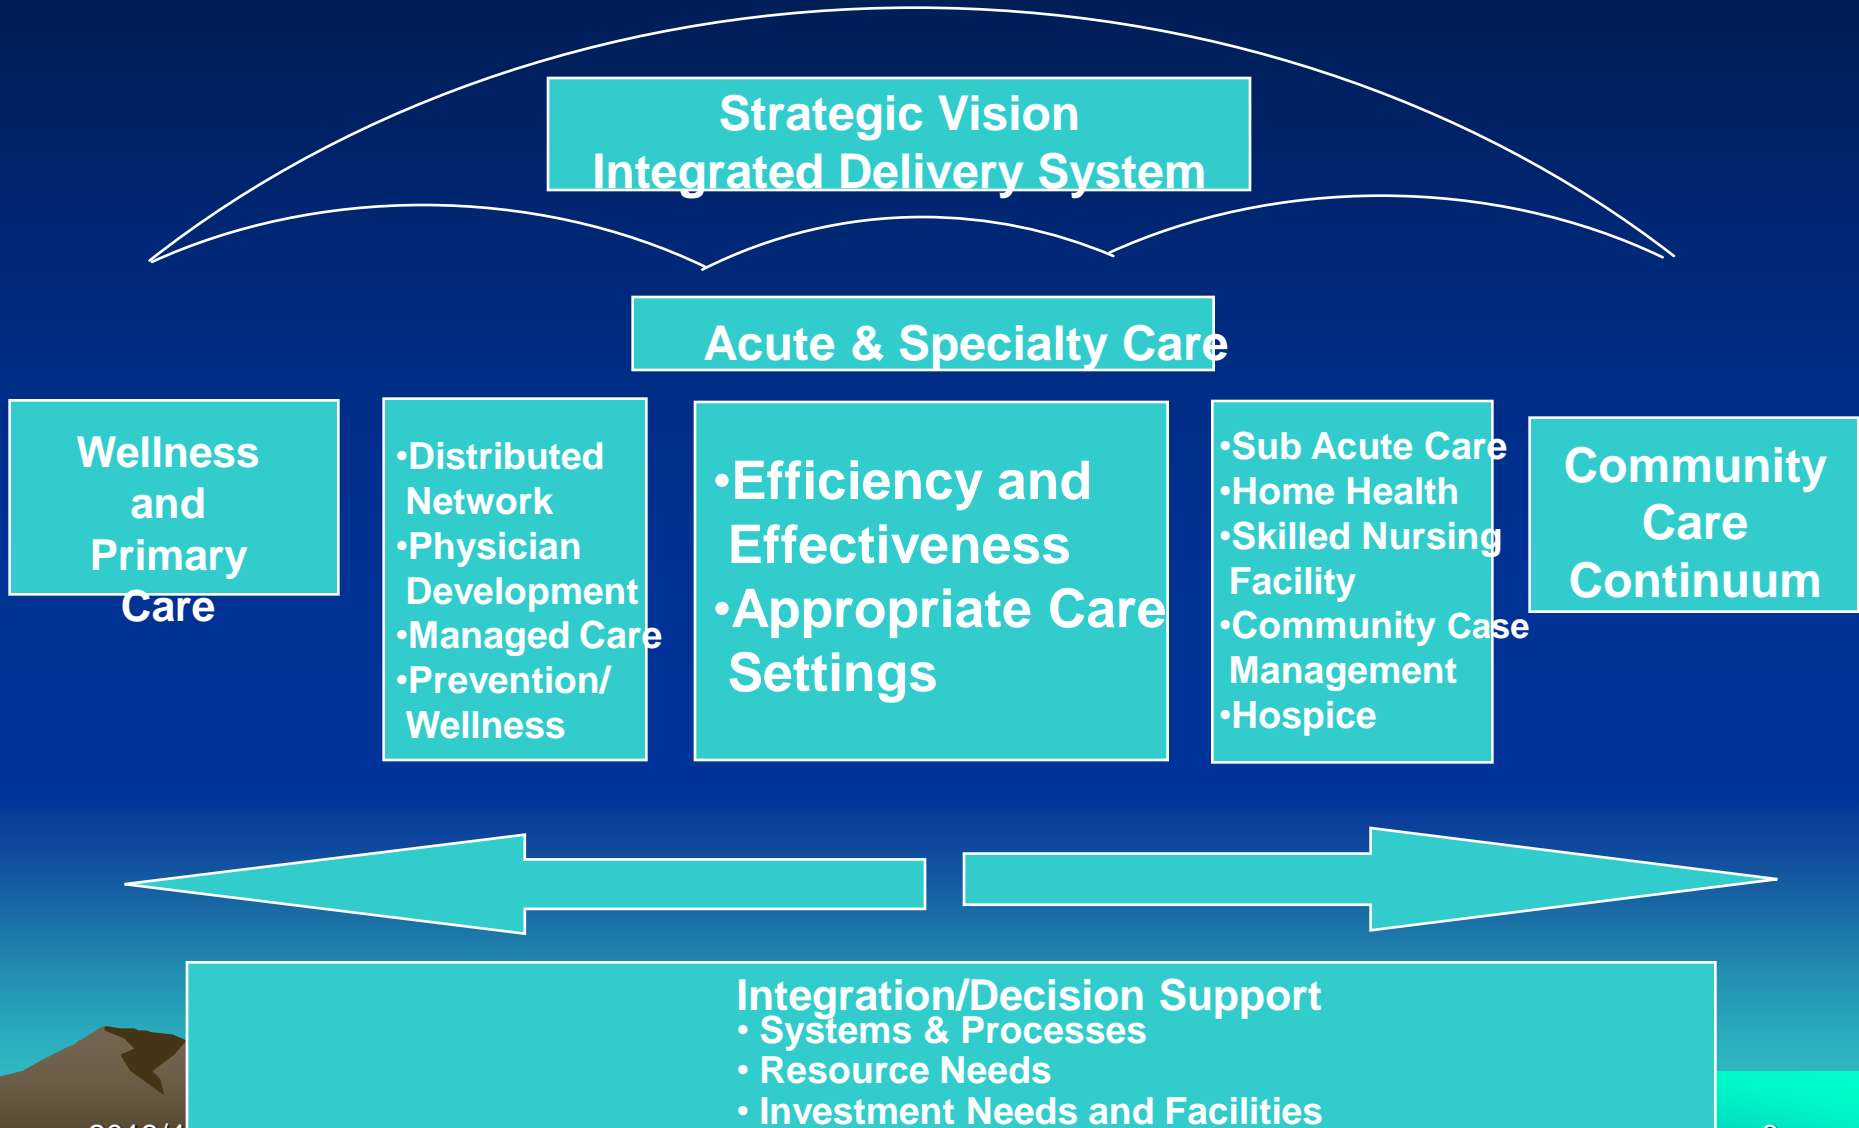 Strategic Vision
Integrated Delivery System
Acute & Specialty Care
Wellness
and
Primary
Care
•Distributed
Network
•Physician
Development
•Managed Care
•Prevention/
Wellness
•Efficiency and
Effectiveness
•Appropriate Care
Settings
•Sub Acute Care
•Home Health
•Skilled Nursing
Facility
•Community Case
Management
•Hospice
Community
Care
Continuum
Integration/Decision Support
• Systems & Processes
• Resource Needs
• Investment Needs and Facilities